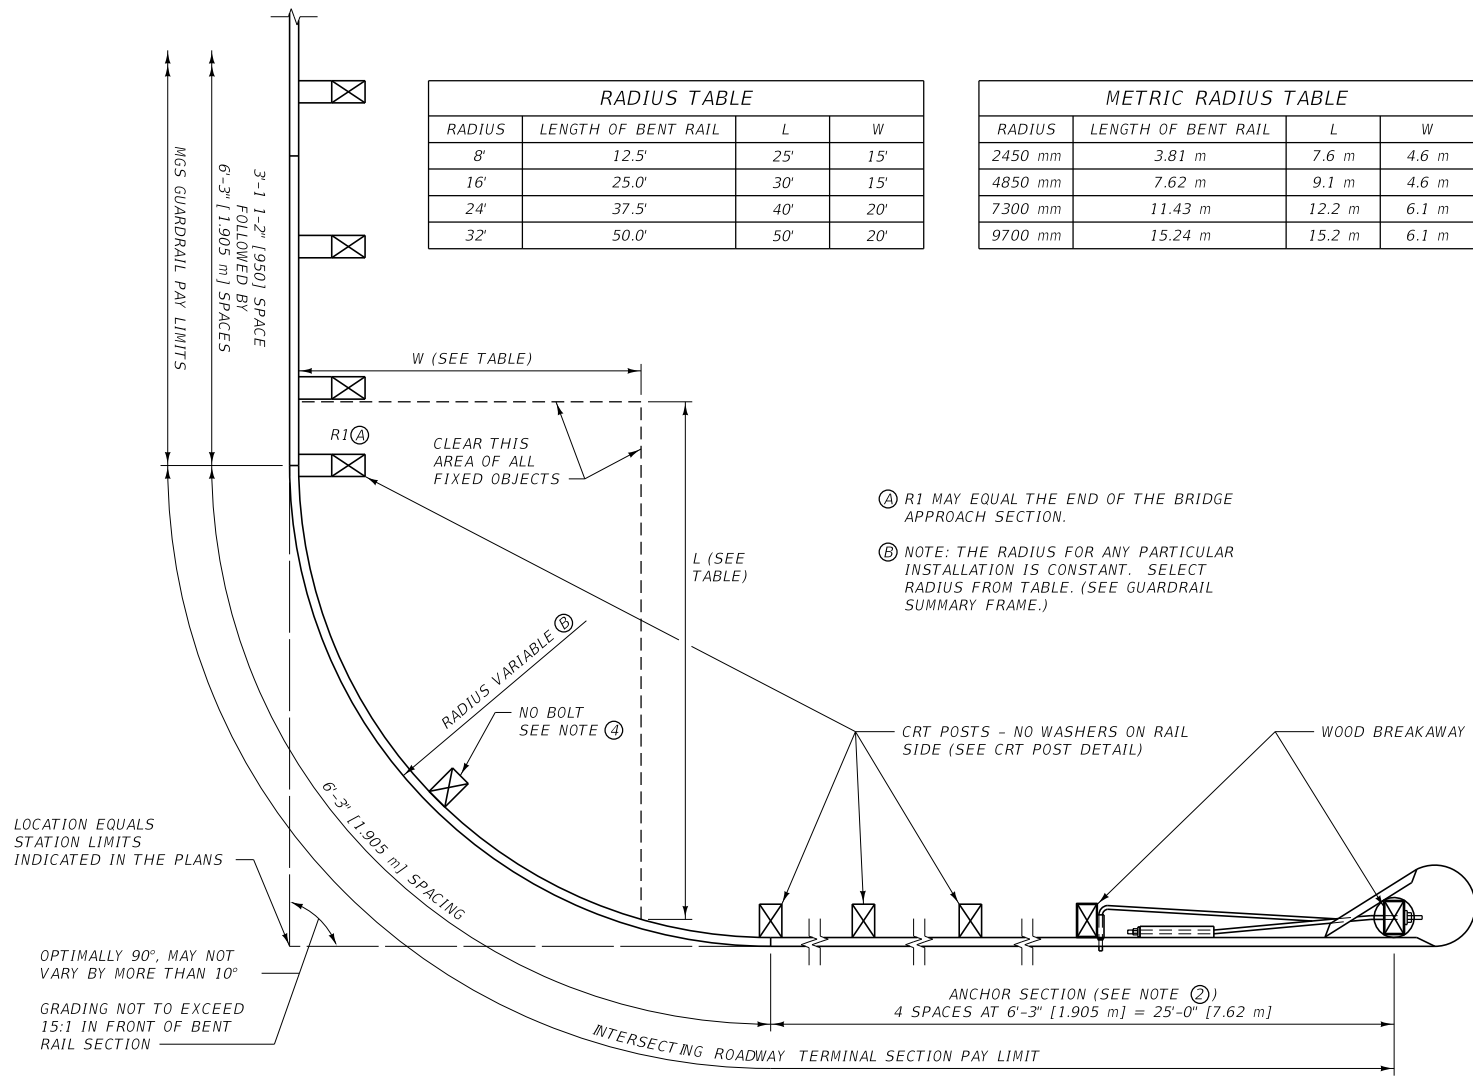 RADIUS TABLE
RADIUS LENGTH OF BENT RAIL L W
8' 12.5' 25' 15'
16' 25.0' 30' 15'
24' 37.5' 40' 20'
32' 50.0' 50' 20'
METRIC RADIUS TABLE
RADIUS LENGTH OF BENT RAIL L W
2450 mm 3.81 m 7.6 m 4.6 m
4850 mm 7.62 m 9.1 m 4.6 m
7300 mm 11.43 m 12.2 m 6.1 m
9700 mm 15.24 m 15.2 m 6.1 m
MGS GUARDRAIL PAY LIMITS
3'-1 1-2" [950] SPACE
FOLLOWED BY
6'-3" [1.905 m] SPACES
W (SEE TABLE)
R1 A
CLEAR THIS
AREA OF ALL
FIXED OBJECTS
L (SEE
TABLE)
A R1 MAY EQUAL THE END OF THE BRIDGE
APPROACH SECTION.
B NOTE: THE RADIUS FOR ANY PARTICULAR
INSTALLATION IS CONSTANT. SELECT
RADIUS FROM TABLE. (SEE GUARDRAIL
SUMMARY FRAME.)
RADIUS VARIABLE B
NO BOLT
SEE NOTE 4
CRT POSTS - NO WASHERS ON RAIL
SIDE (SEE CRT POST DETAIL)
WOOD BREAKAWAY
6'-3" [1.905 m] SPACING
LOCATION EQUALS
STATION LIMITS
INDICATED IN THE PLANS
OPTIMALLY 90°, MAY NOT
VARY BY MORE THAN 10°
GRADING NOT TO EXCEED
15:1 IN FRONT OF BENT
RAIL SECTION
ANCHOR SECTION (SEE NOTE 2)
4 SPACES AT 6'-3" [1.905 m] = 25'-0" [7.62 m]
INTERSECTING ROADWAY TERMINAL SECTION PAY LIMIT